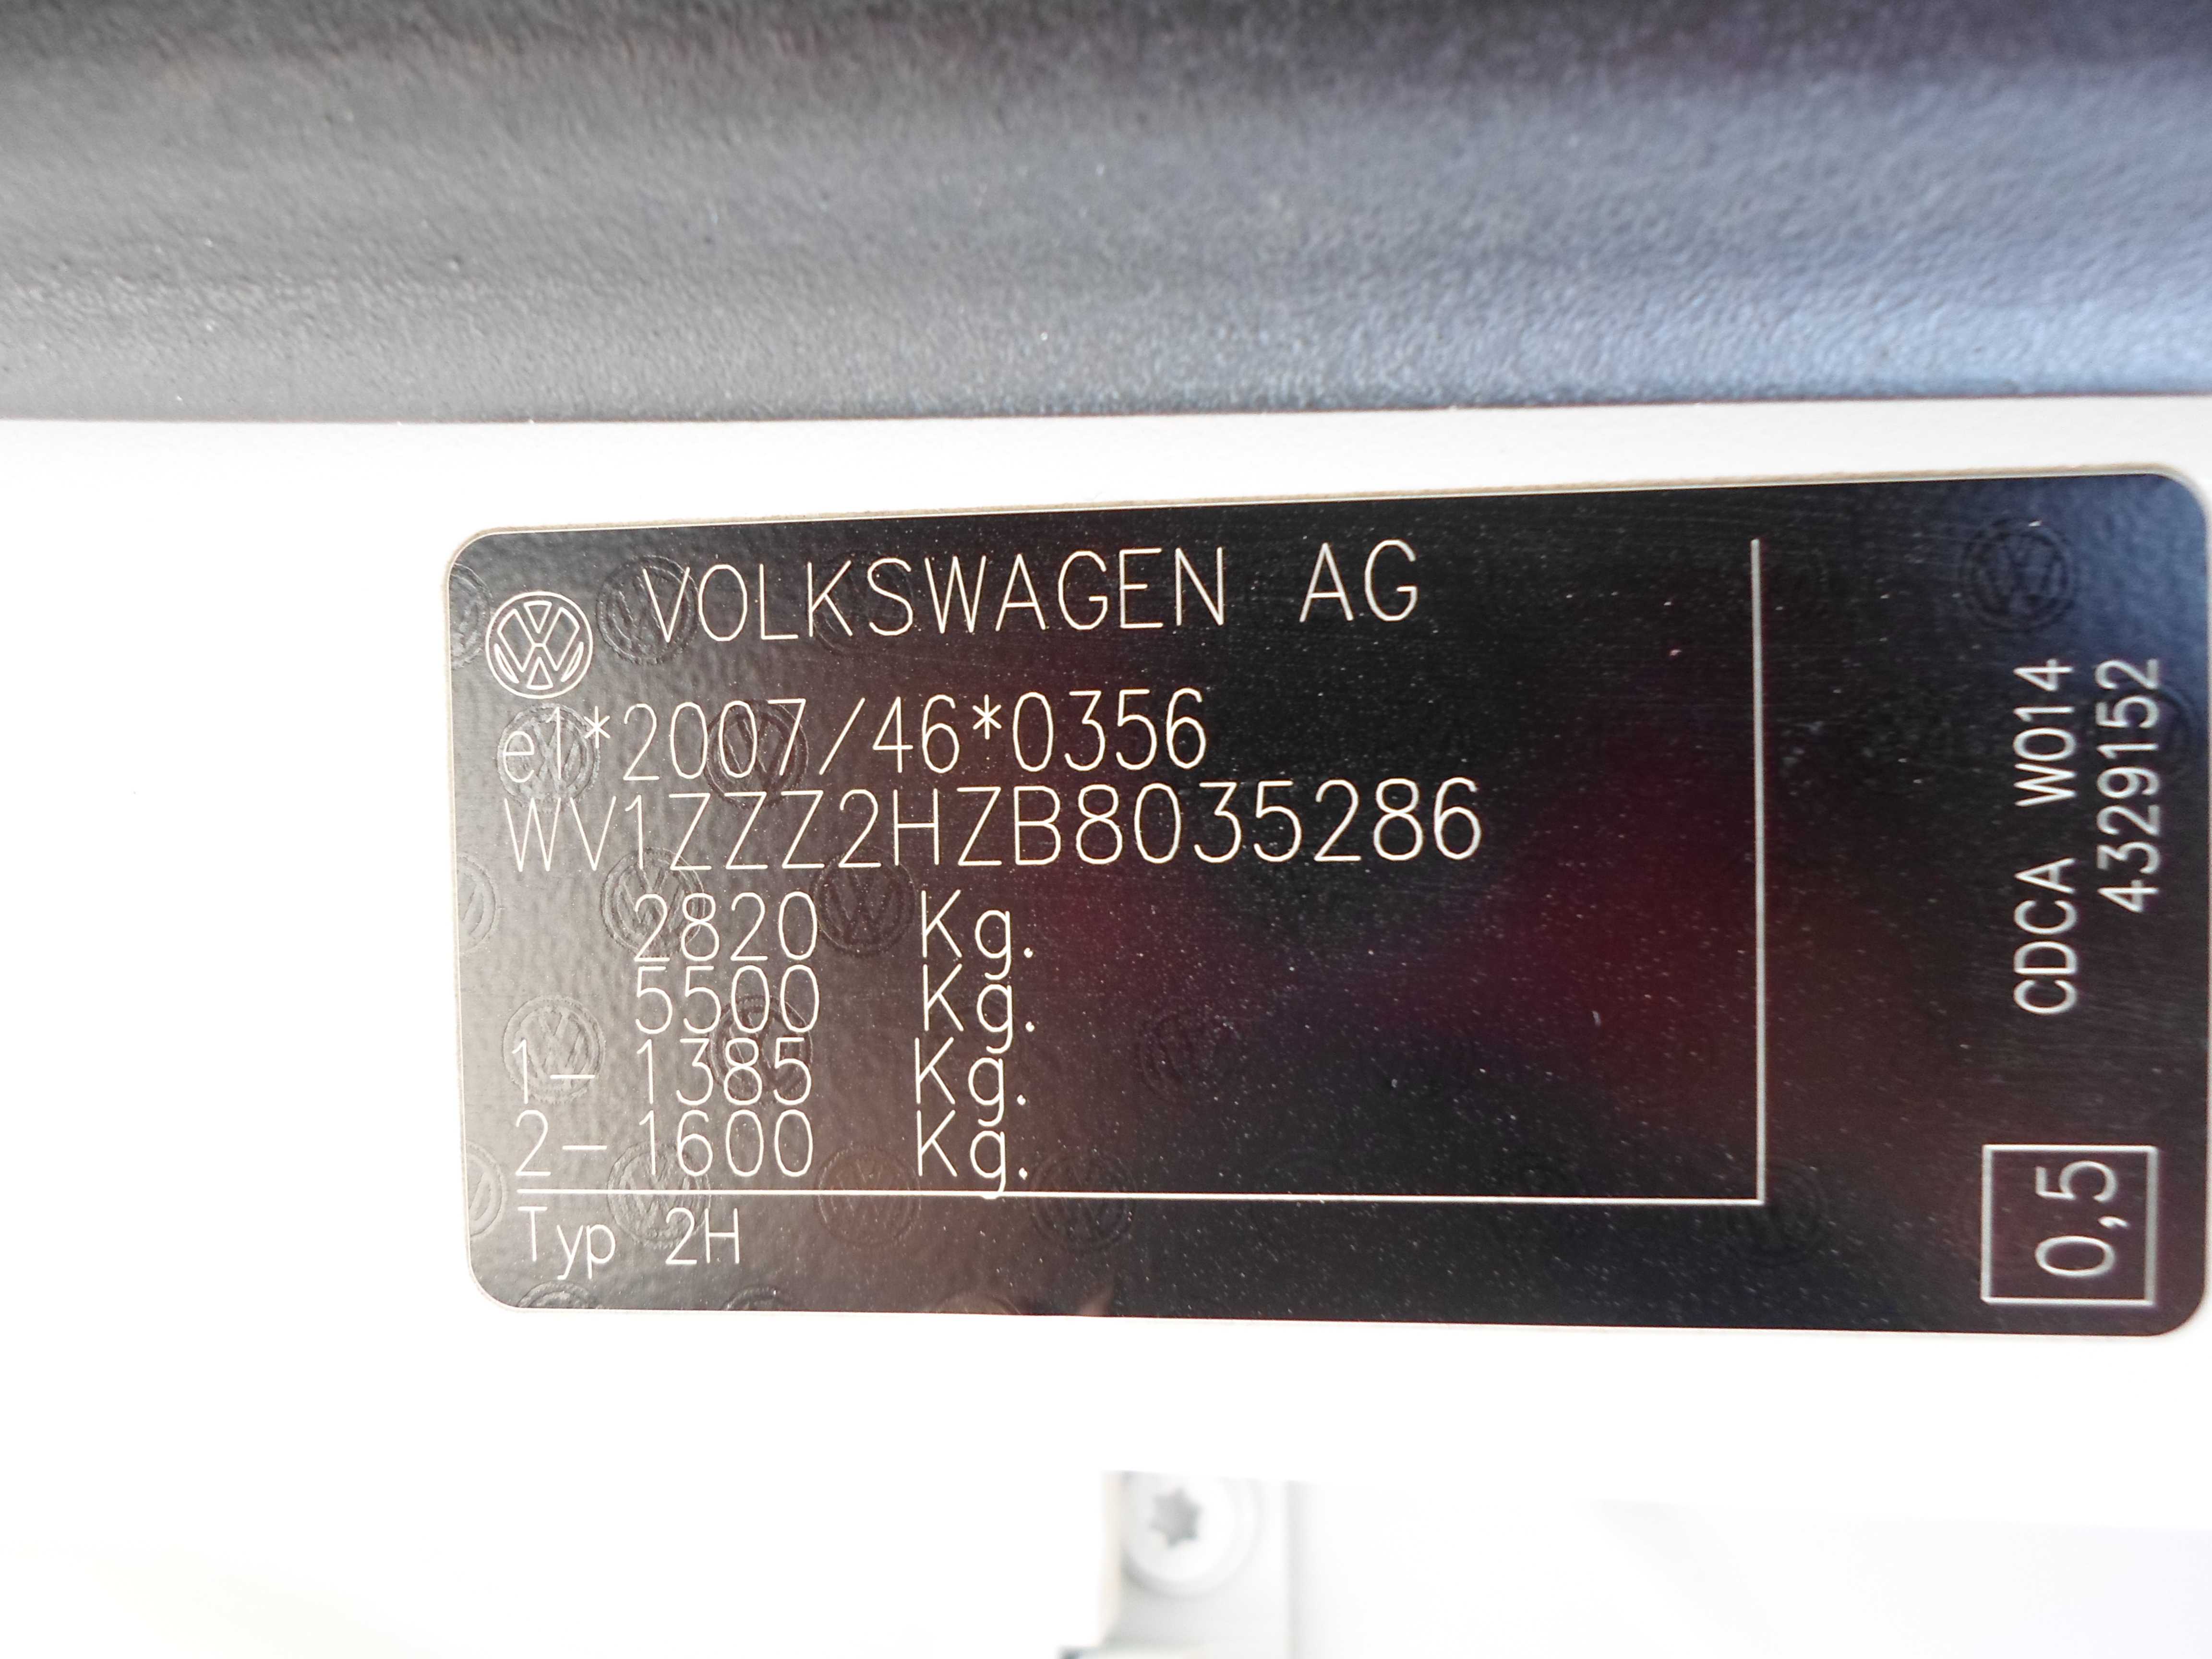 VOLKSWAGEN AG
e1*2007/46*0356
WV1ZZZ2HZB8035286
2820 Kg.
5500 Kg.
1- 1385 Kg.
2- 1600 Kg.
Typ 2H
CDCA W014
4329152
0,5